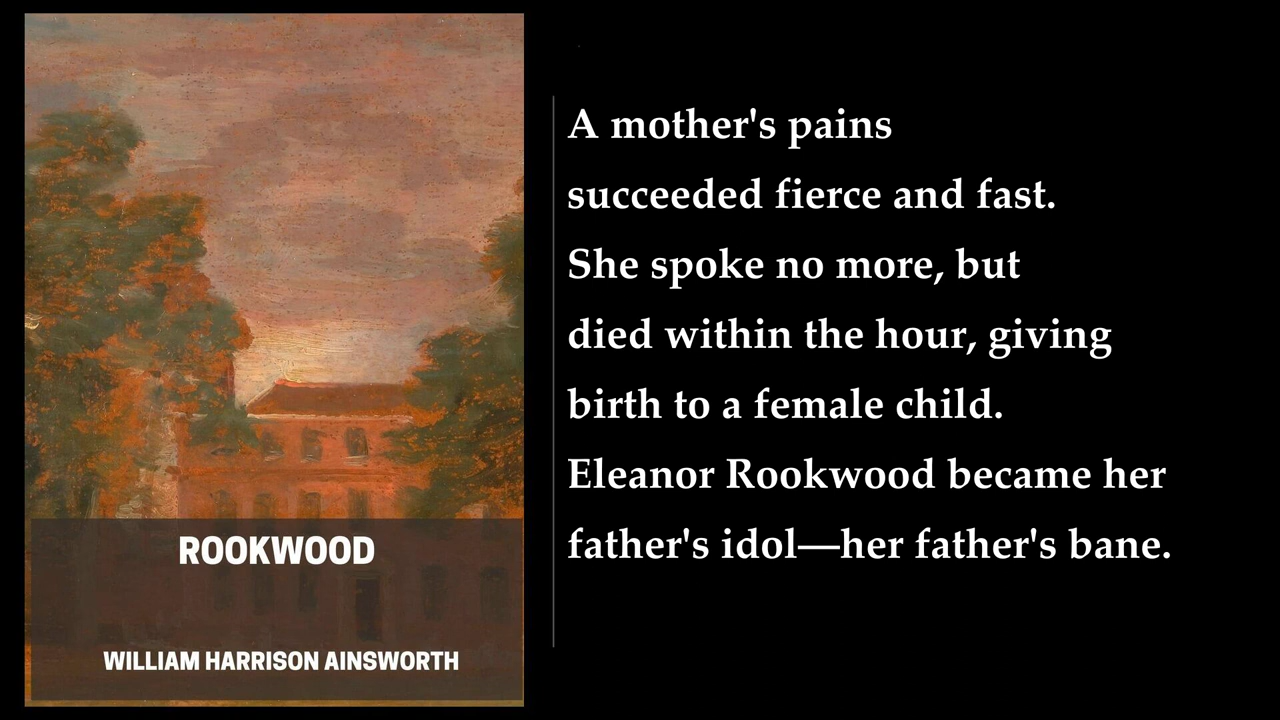 ROOKWOOD
WILLIAM HARRISON AINSWORTH
A mother's pains
succeeded fierce and fast.
She spoke no more, but
died within the hour, giving
birth to a female child.
Eleanor Rookwood became her
father's idol—her father's bane.